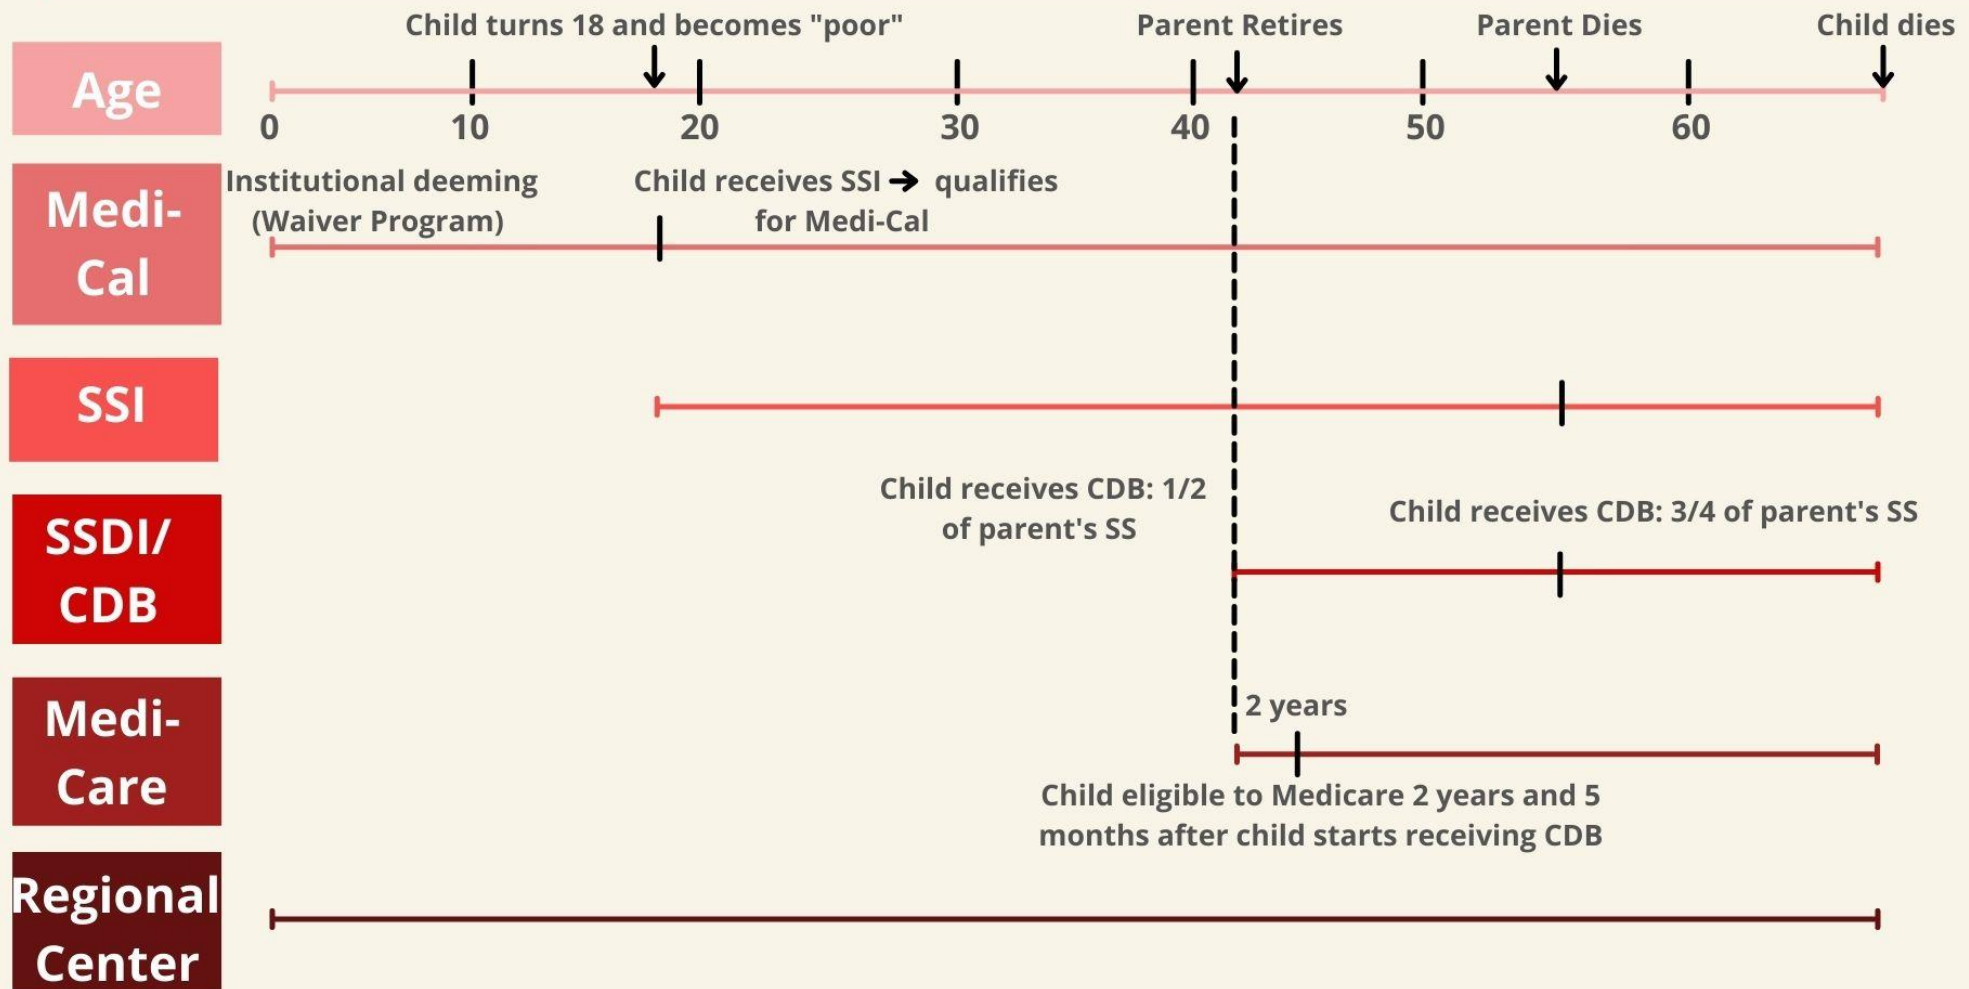 Child turns 18 and becomes "poor"
Parent Retires
Parent Dies
Child dies
Age
0 10 20 30 40 50 60
Medi-
Cal
Institutional deeming
(Waiver Program)
Child receives SSI → qualifies
for Medi-Cal
SSI
SSDI/
CDB
Child receives CDB: 1/2
of parent's SS
Child receives CDB: 3/4 of parent's SS
Medi-
Care
2 years
Child eligible to Medicare 2 years and 5
months after child starts receiving CDB
Regional
Center